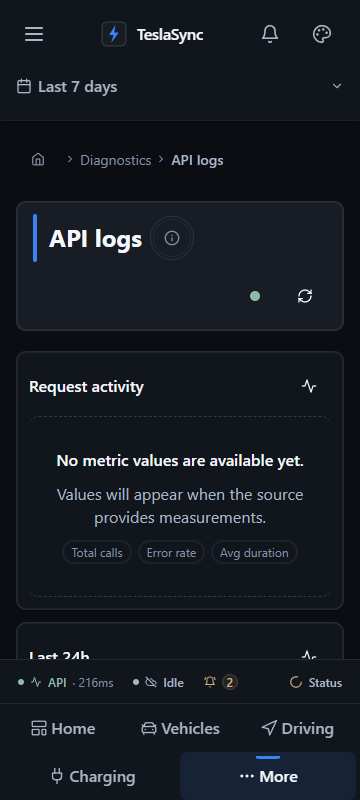 TeslaSync
Last 7 days
Diagnostics API logs
API logs
Request activity
No metric values are available yet.
Values will appear when the source
provides measurements.
Total calls Error rate Avg duration
Last 24h
API · 216ms Idle 2 Status
Home Vehicles Driving
Charging More